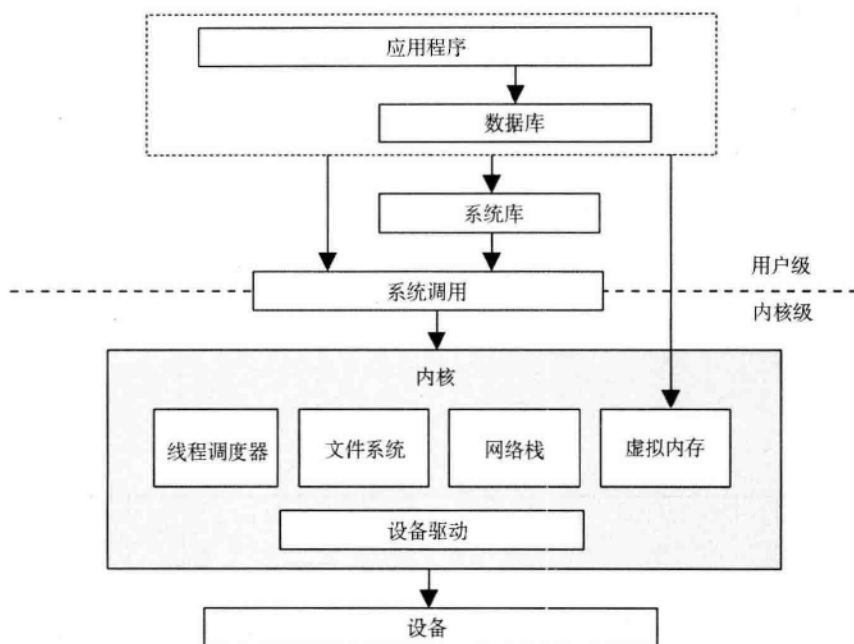 应用程序
数据库
系统库
用户级
系统调用
内核级
内核
线程调度器
文件系统
网络栈
虚拟内存
设备驱动
设备